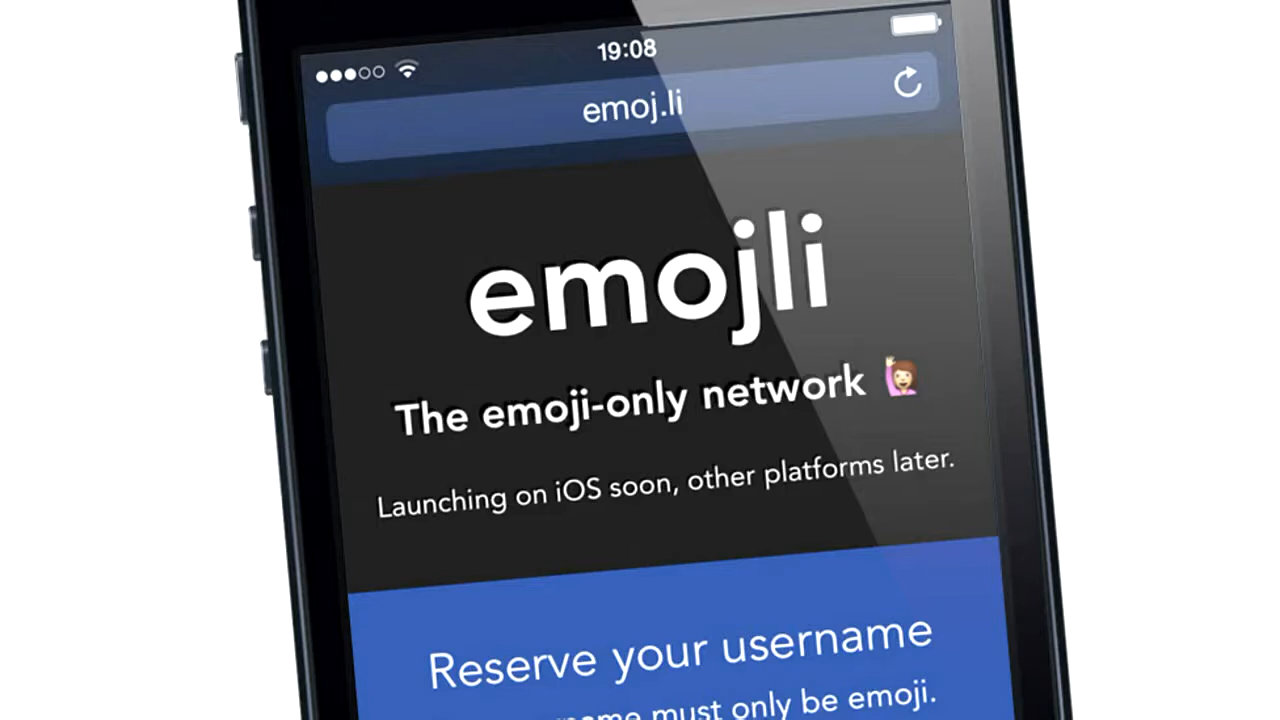 19:08
emoj.li
emojli
The emoji-only network 🙋
Launching on iOS soon, other platforms later.
Reserve your username
must only be emoji.